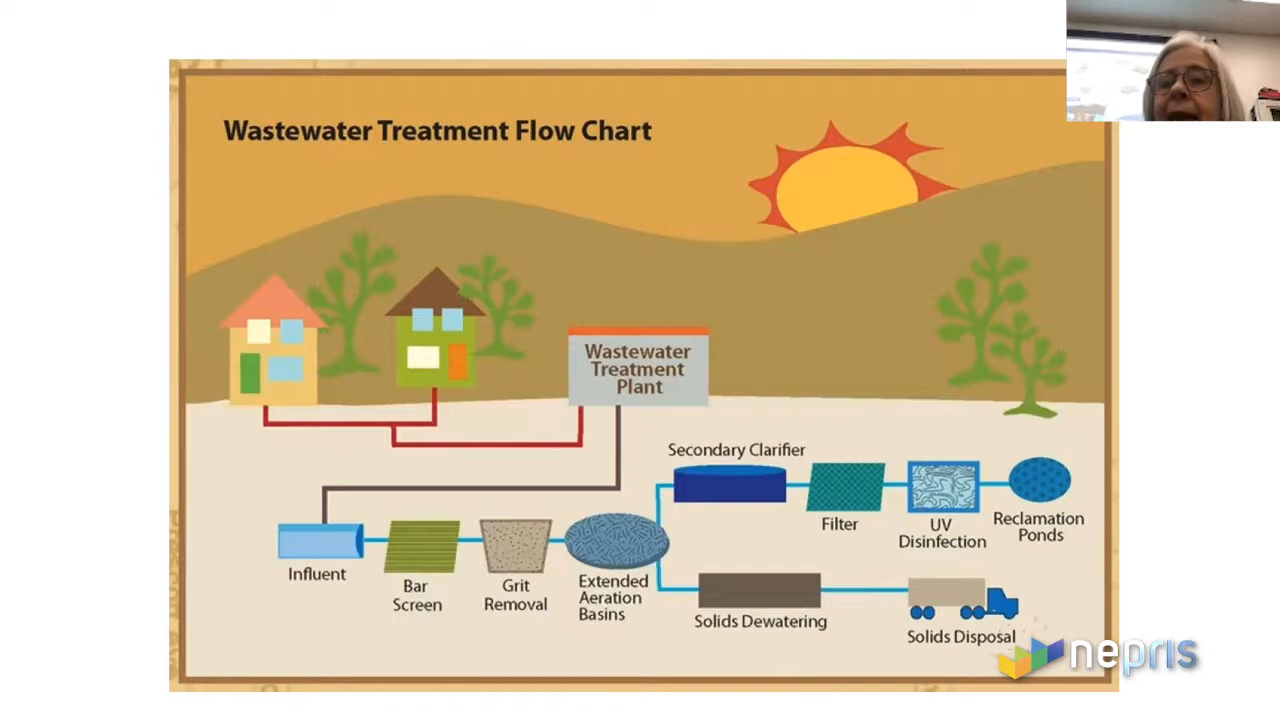 Wastewater Treatment Flow Chart
Wastewater
Treatment
Plant
Secondary Clarifier
Filter
UV
Disinfection
Reclamation
Ponds
Influent
Bar
Screen
Grit
Removal
Extended
Aeration
Basins
Solids Dewatering
Solids Disposal
nepris